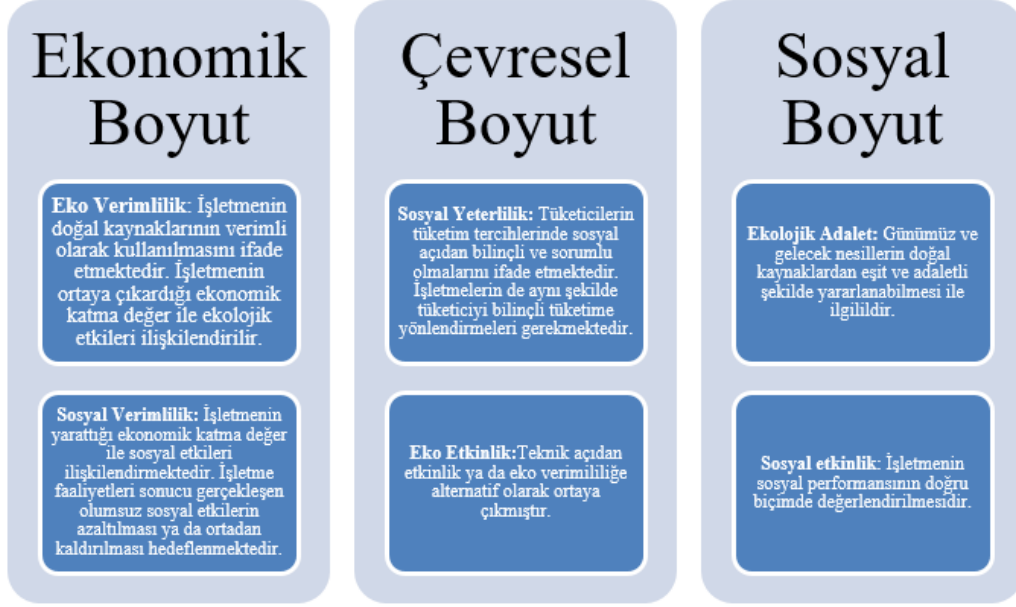 Ekonomik
Boyut
Eko Verimlilik: İşletmenin
doğal kaynaklarının verimli
olarak kullanılmasını ifade
etmektedir. İşletmenin
ortaya çıkardığı ekonomik
katma değer ile ekolojik
etkileri ilişkilendirilir.
Sosyal Verimlilik: İşletmenin
yarattığı ekonomik katma değer
ile sosyal etkileri
ilişkilendirmektedir. İşletme
faaliyetleri sonucu gerçekleşen
olumsuz sosyal etkilerin
azaltılması ya da ortadan
kaldırılması hedeflenmektedir.
Çevresel
Boyut
Sosyal Yeterlilik: Tüketicilerin
tüketim tercihlerinde sosyal
açıdan bilinçli ve sorumlu
olmalarını ifade etmektedir.
İşletmelerin de aynı şekilde
tüketiciyi bilinçli tüketime
yönlendirmeleri gerekmektedir.
Eko Etkinlik:Teknik açıdan
etkinlik ya da eko verimililiğe
alternatif olarak ortaya
çıkmıştır.
Sosyal
Boyut
Ekolojik Adalet: Günümüz ve
gelecek nesillerin doğal
kaynaklardan eşit ve adaletli
şekilde yararlanabilmesi ile
ilgilildir.
Sosyal etkinlik: İşletmenin
sosyal performansının doğru
biçimde değerlendirilmesidir.